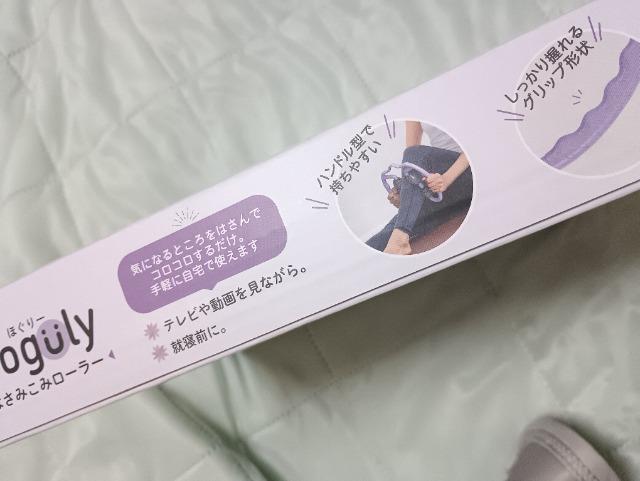 ほぐりー
oguly
さみこみローラー
気になるところをはさんで
コロコロするだけ。
手軽に自宅で使えます
テレビや動画を見ながら。
就寝前に。
ハンドル型で
持ちやすい
しっかり握れる
グリップ形状